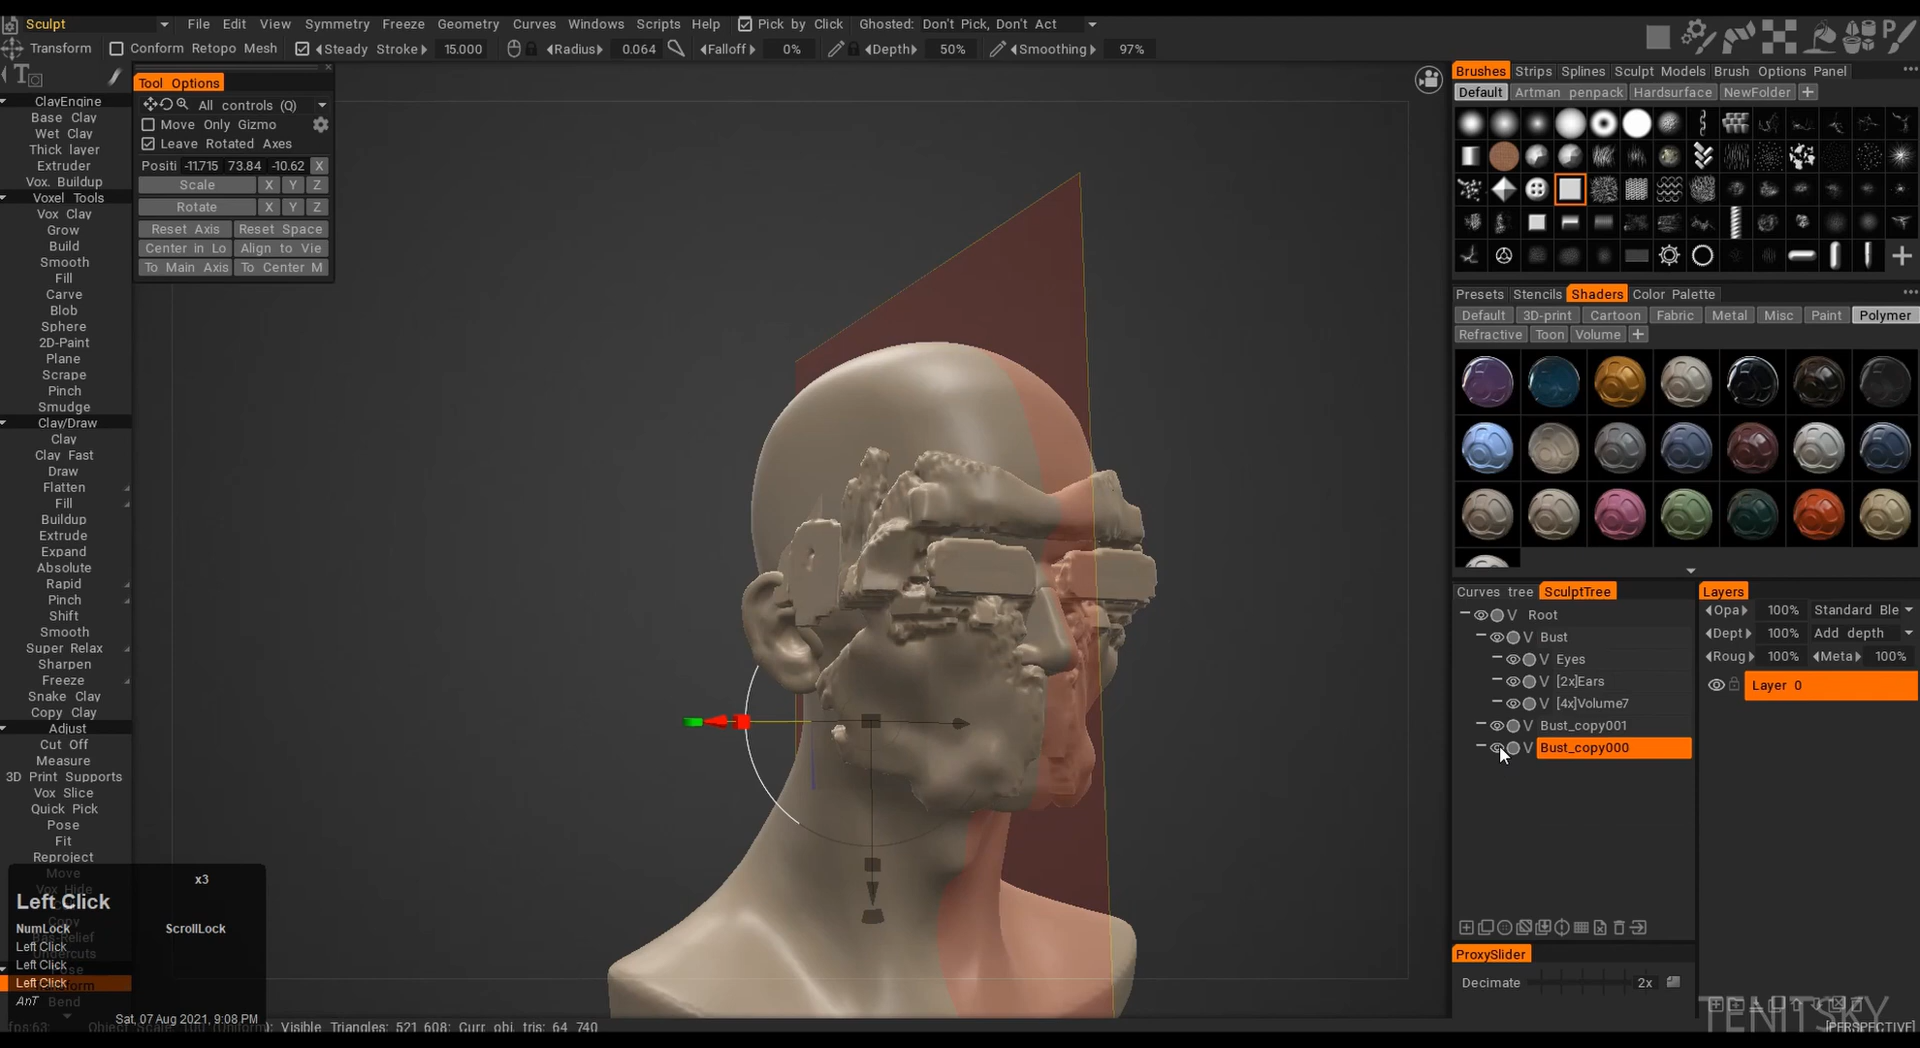 Sculpt File Edit View Symmetry Freeze Geometry Curves Windows Scripts Help Pick by Click Ghosted: Don't Pick, Don't Act
Transform Conform Retopo Mesh Steady Stroke 15.000 Radius 0.064 Falloff 0% Depth 50% Smoothing 97%
ClayEngine
Base Clay
Wet Clay
Thick layer
Extruder
Vox. Buildup
Voxel Tools
Vox Clay
Grow
Build
Smooth
Fill
Carve
Blob
Sphere
2D-Paint
Plane
Scrape
Pinch
Smudge
Clay/Draw
Clay
Clay Fast
Draw
Flatten
Fill
Buildup
Extrude
Expand
Absolute
Rapid
Pinch
Shift
Smooth
Super Relax
Sharpen
Freeze
Snake Clay
Copy Clay
Adjust
Cut Off
Measure
3D Print Supports
Vox Slice
Quick Pick
Pose
Fit
Reproject
Move
Vox Hide
Copy
Bas-Relief
Undercuts
Pose
Bend
Tool Options
All controls (Q)
Move Only Gizmo
Leave Rotated Axes
Positi -11.715 73.84 -10.62 X
Scale X Y Z
Rotate X Y Z
Reset Axis Reset Space
Center in Lo Align to Vie
To Main Axis To Center M
x3
Left Click
NumLock ScrollLock
Left Click
Left Click
Left Click
AnT
Sat, 07 Aug 2021, 9:08 PM
Visible Triangles: 521 608; Curr. obj. tris: 64 740
Brushes Strips Splines Sculpt Models Brush Options Panel
Default Artman penpack Hardsurface NewFolder
Presets Stencils Shaders Color Palette
Default 3D-print Cartoon Fabric Metal Misc Paint Polymer
Refractive Toon Volume
Curves tree SculptTree
V Root
V Bust
V Eyes
V [2x]Ears
V [4x]Volume7
V Bust_copy001
V Bust_copy000
Layers
Opa 100% Standard Ble
Dept 100% Add depth
Roug 100% Meta 100%
Layer 0
ProxySlider
Decimate 2x
TENITSKY
[PERSPECTIVE]